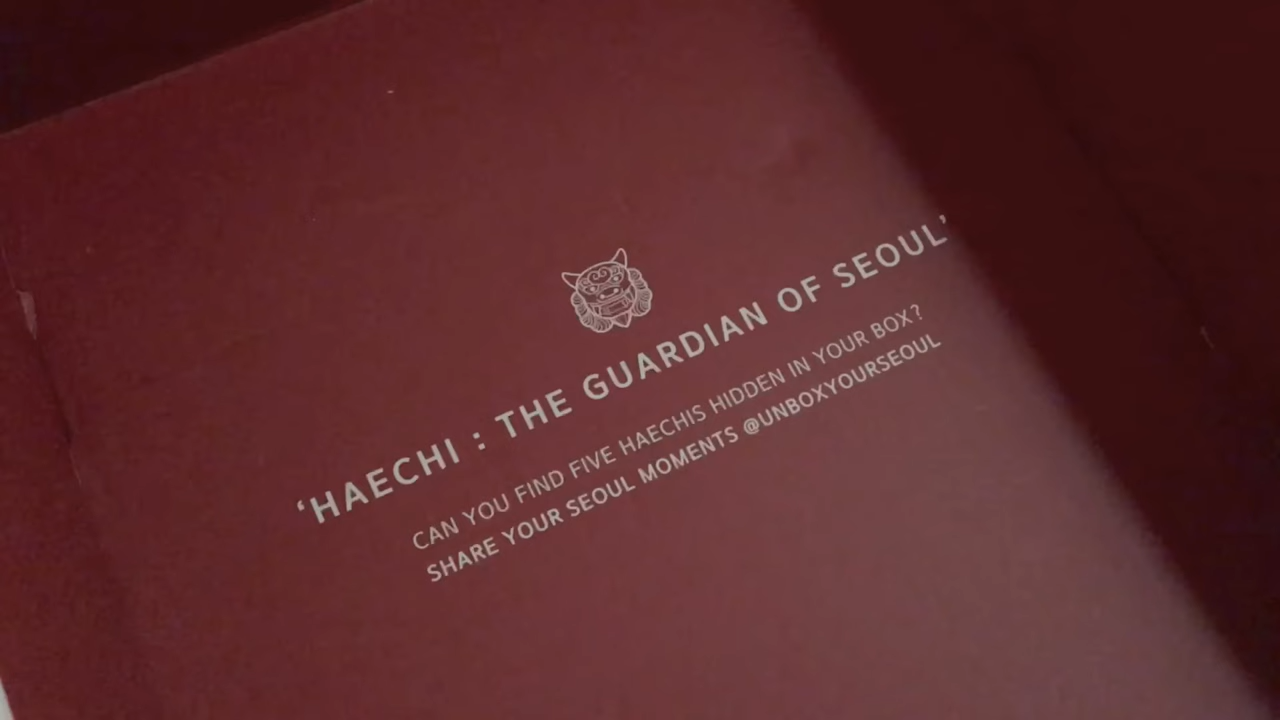 ‘HAECHI : THE GUARDIAN OF SEOUL’
CAN YOU FIND FIVE HAECHIS HIDDEN IN YOUR BOX?
SHARE YOUR SEOUL MOMENTS @UNBOXYOURSEOUL